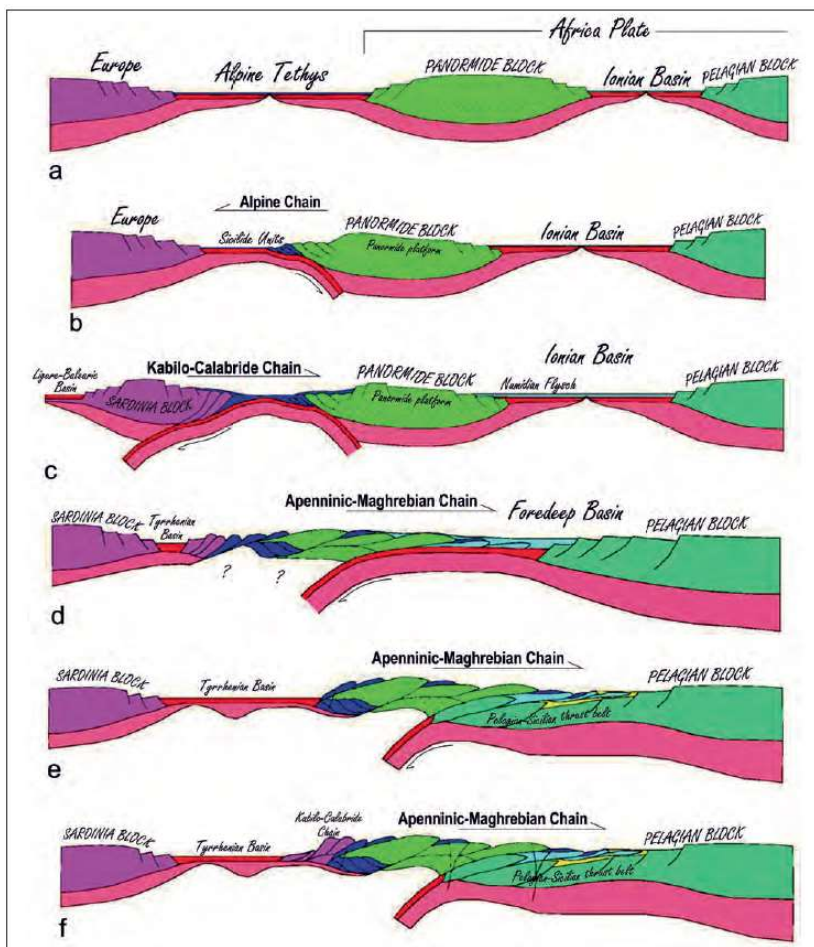 Africa Plate
Europe
Alpine Tethys
PANORMIDE BLOCK
Ionian Basin
PELAGIAN BLOCK
a
Alpine Chain
Europe
Sicilide Units
PANORMIDE BLOCK
Panormide platform
Ionian Basin
PELAGIAN BLOCK
b
Ligure-Balearic
Basin
Kabilo-Calabride Chain
SARDINIA BLOCK
PANORMIDE BLOCK
Panormide platform
Numidian Flysch
Ionian Basin
PELAGIAN BLOCK
c
SARDINIA BLOCK
Tyrrhenian
Basin
Apenninic-Maghrebian Chain
Foredeep Basin
PELAGIAN BLOCK
? ?
d
SARDINIA BLOCK
Tyrrhenian Basin
Apenninic-Maghrebian Chain
PELAGIAN BLOCK
Pelagian-Sicilian thrust belt
e
SARDINIA BLOCK
Tyrrhenian Basin
Kabilo-Calabride
Chain
Apenninic-Maghrebian Chain
PELAGIAN BLOCK
Pelagian-Sicilian thrust belt
f